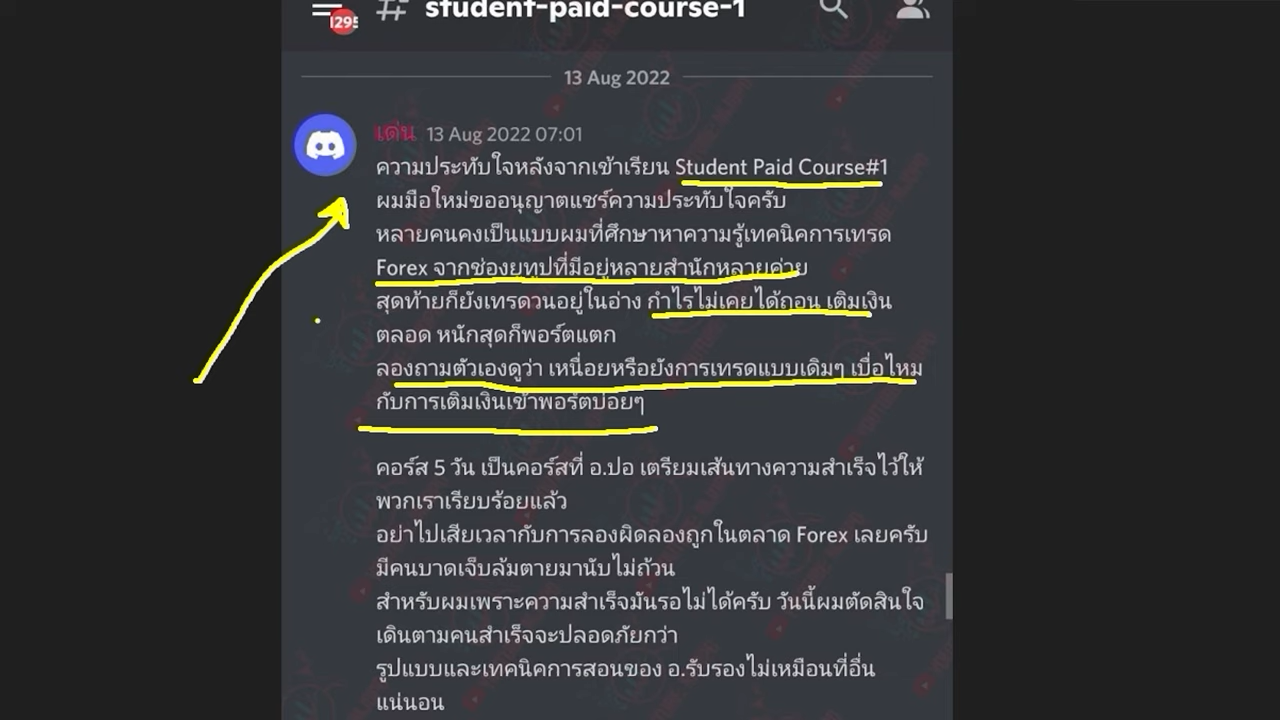 # student-paid-course-1
1295
13 Aug 2022
เด่น 13 Aug 2022 07:01
ความประทับใจหลังจากเข้าเรียน Student Paid Course#1
ผมมือใหม่ขออนุญาตแชร์ความประทับใจครับ
หลายคนคงเป็นแบบผมที่ศึกษาหาความรู้เทคนิคการเทรด
Forex จากช่องยูทูปที่มีอยู่หลายสำนักหลายค่าย
สุดท้ายก็ยังเทรดวนอยู่ในอ่าง กำไรไม่เคยได้ถอน เติมเงิน
ตลอด หนักสุดก็พอร์ตแตก
ลองถามตัวเองดูว่า เหนื่อยหรือยังการเทรดแบบเดิมๆ เบื่อไหม
กับการเติมเงินเข้าพอร์ตบ่อยๆ
คอร์ส 5 วัน เป็นคอร์สที่ อ.ปอ เตรียมเส้นทางความสำเร็จไว้ให้
พวกเราเรียบร้อยแล้ว
อย่าไปเสียเวลากับการลองผิดลองถูกในตลาด Forex เลยครับ
มีคนบาดเจ็บล้มตายมานับไม่ถ้วน
สำหรับผมเพราะความสำเร็จมันรอไม่ได้ครับ วันนี้ผมตัดสินใจ
เดินตามคนสำเร็จจะปลอดภัยกว่า
รูปแบบและเทคนิคการสอนของ อ.รับรองไม่เหมือนที่อื่น
แน่นอน